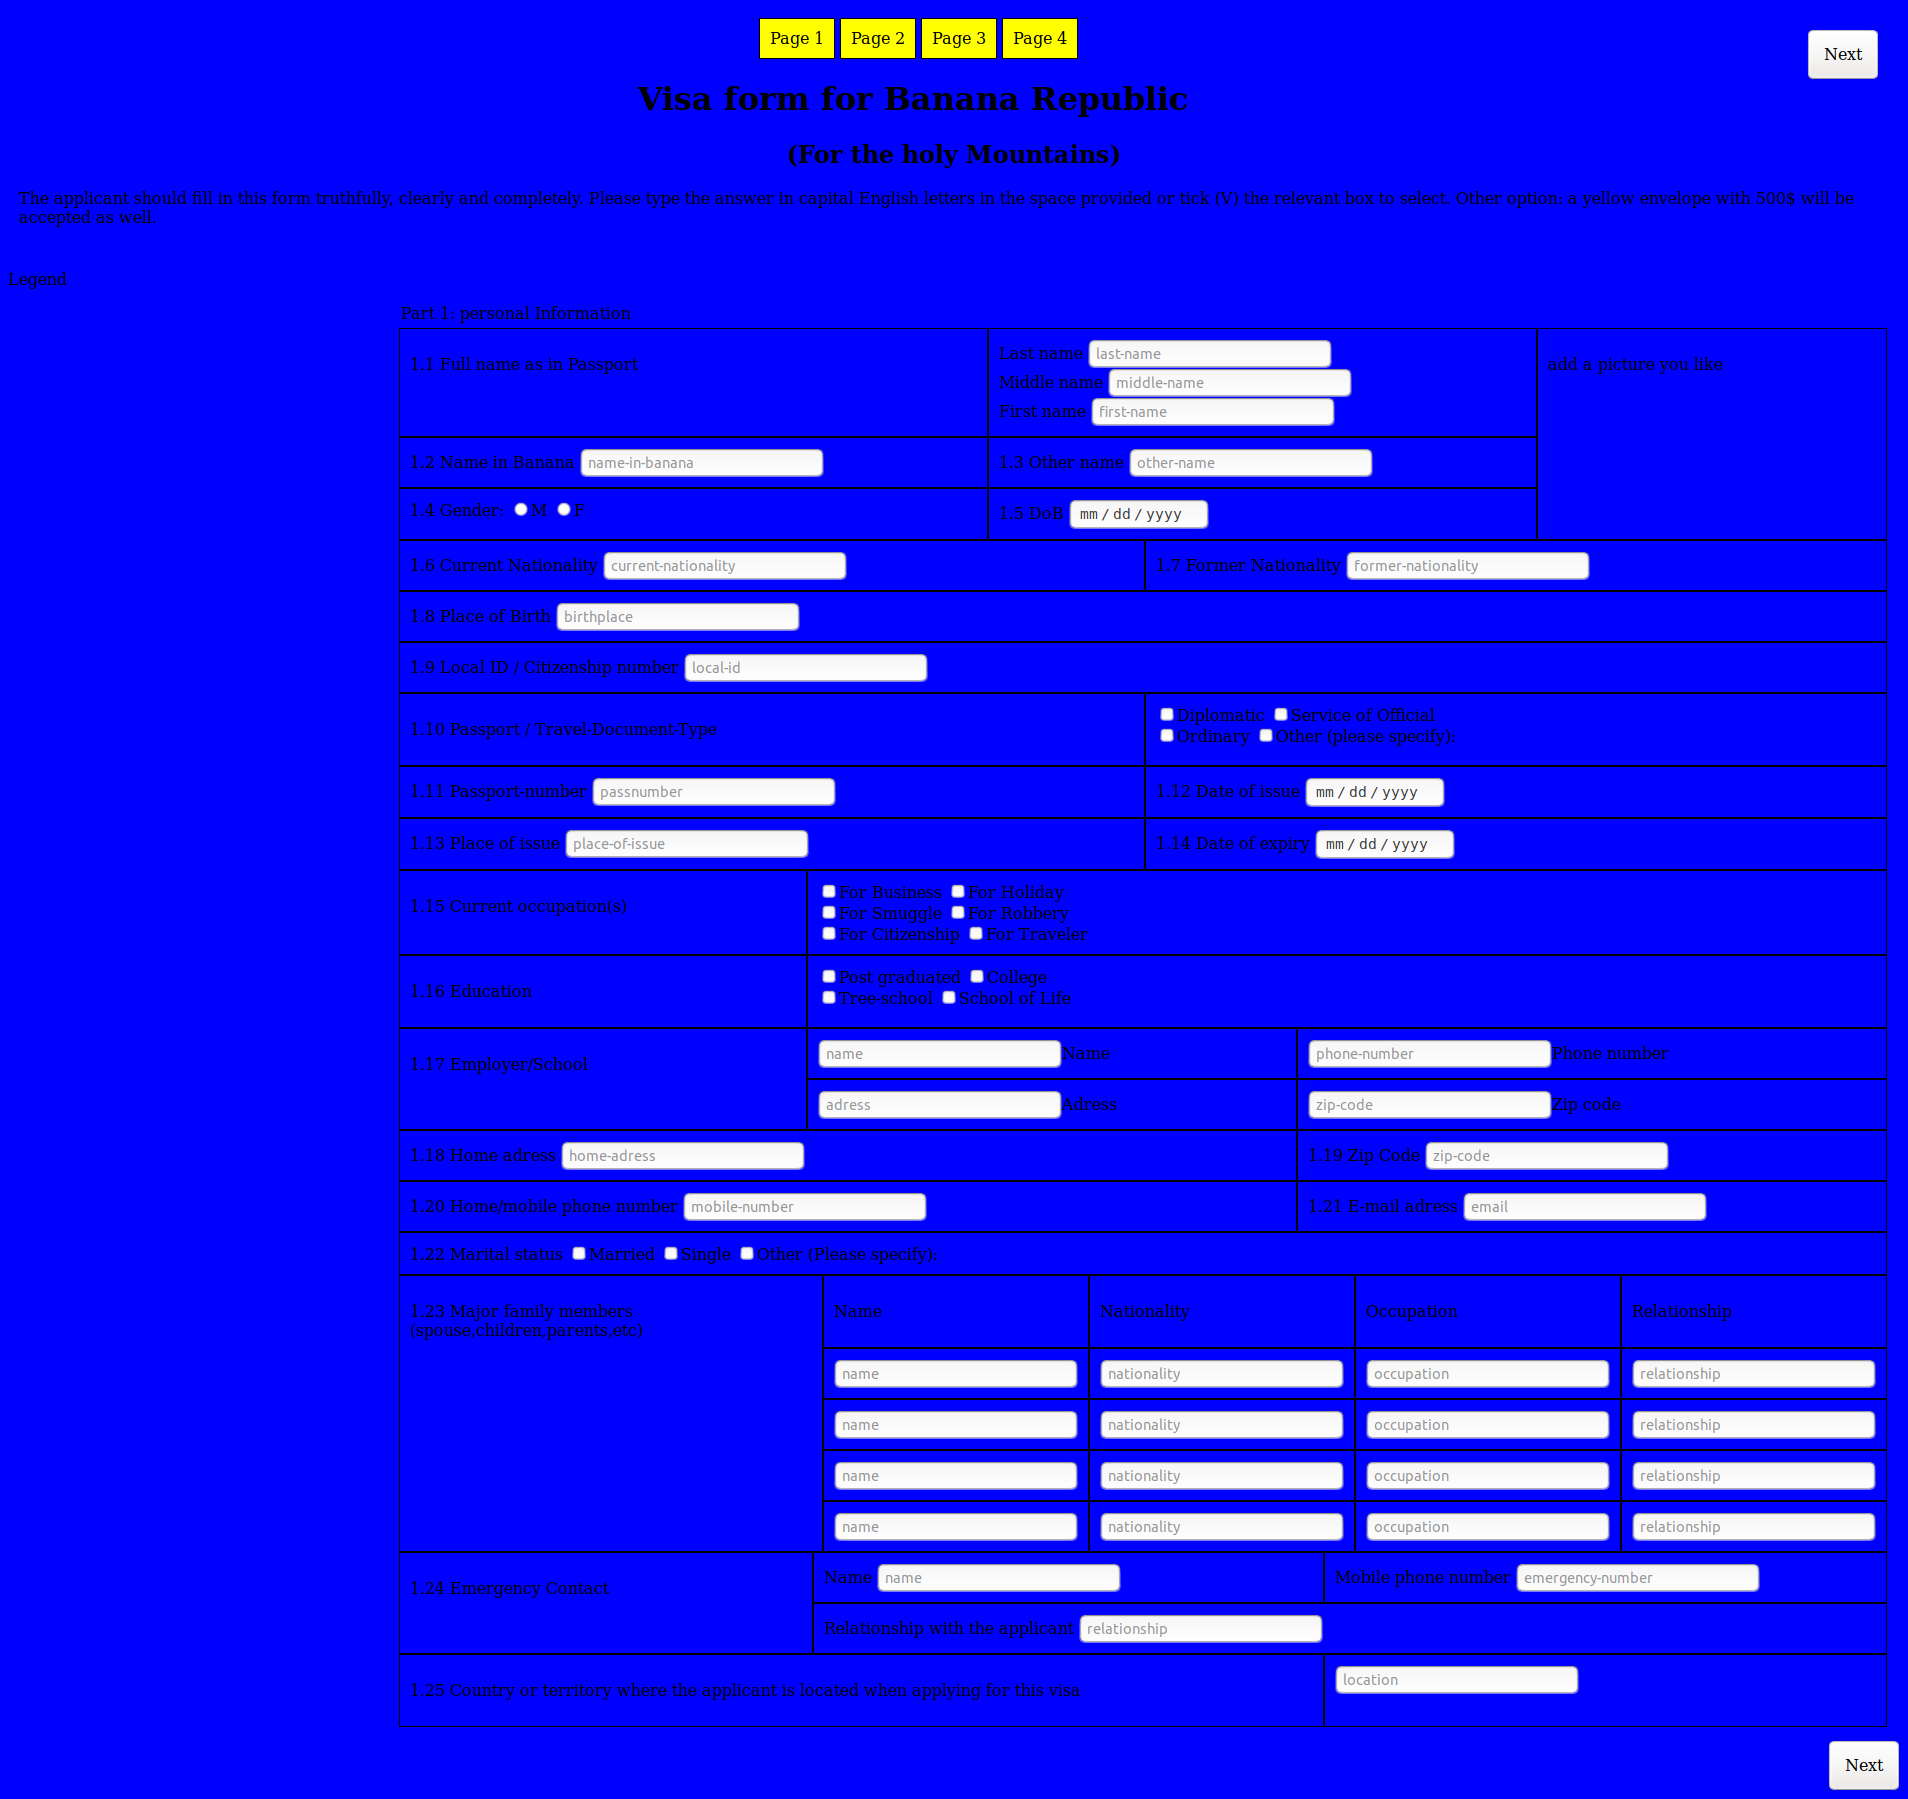 Page 1 Page 2 Page 3 Page 4
Next
Visa form for Banana Republic
(For the holy Mountains)
The applicant should fill in this form truthfully, clearly and completely. Please type the answer in capital English letters in the space provided or tick (V) the relevant box to select. Other option: a yellow envelope with 500$ will be
accepted as well.
Legend
Part 1: personal Information
1.1 Full name as in Passport
Last name last-name
Middle name middle-name
First name first-name
add a picture you like
1.2 Name in Banana name-in-banana
1.3 Other name other-name
1.4 Gender: M F
1.5 DoB mm / dd / yyyy
1.6 Current Nationality current-nationality
1.7 Former Nationality former-nationality
1.8 Place of Birth birthplace
1.9 Local ID / Citizenship number local-id
1.10 Passport / Travel-Document-Type
Diplomatic Service of Official
Ordinary Other (please specify):
1.11 Passport-number passnumber
1.12 Date of issue mm / dd / yyyy
1.13 Place of issue place-of-issue
1.14 Date of expiry mm / dd / yyyy
1.15 Current occupation(s)
For Business For Holiday
For Smuggle For Robbery
For Citizenship For Traveler
1.16 Education
Post graduated College
Tree-school School of Life
1.17 Employer/School
name Name
phone-number Phone number
adress Adress
zip-code Zip code
1.18 Home adress home-adress
1.19 Zip Code zip-code
1.20 Home/mobile phone number mobile-number
1.21 E-mail adress email
1.22 Marital status Married Single Other (Please specify):
1.23 Major family members
(spouse,children,parents,etc)
Name Nationality Occupation Relationship
name nationality occupation relationship
name nationality occupation relationship
name nationality occupation relationship
name nationality occupation relationship
1.24 Emergency Contact
Name name
Mobile phone number emergency-number
Relationship with the applicant relationship
1.25 Country or territory where the applicant is located when applying for this visa
location
Next